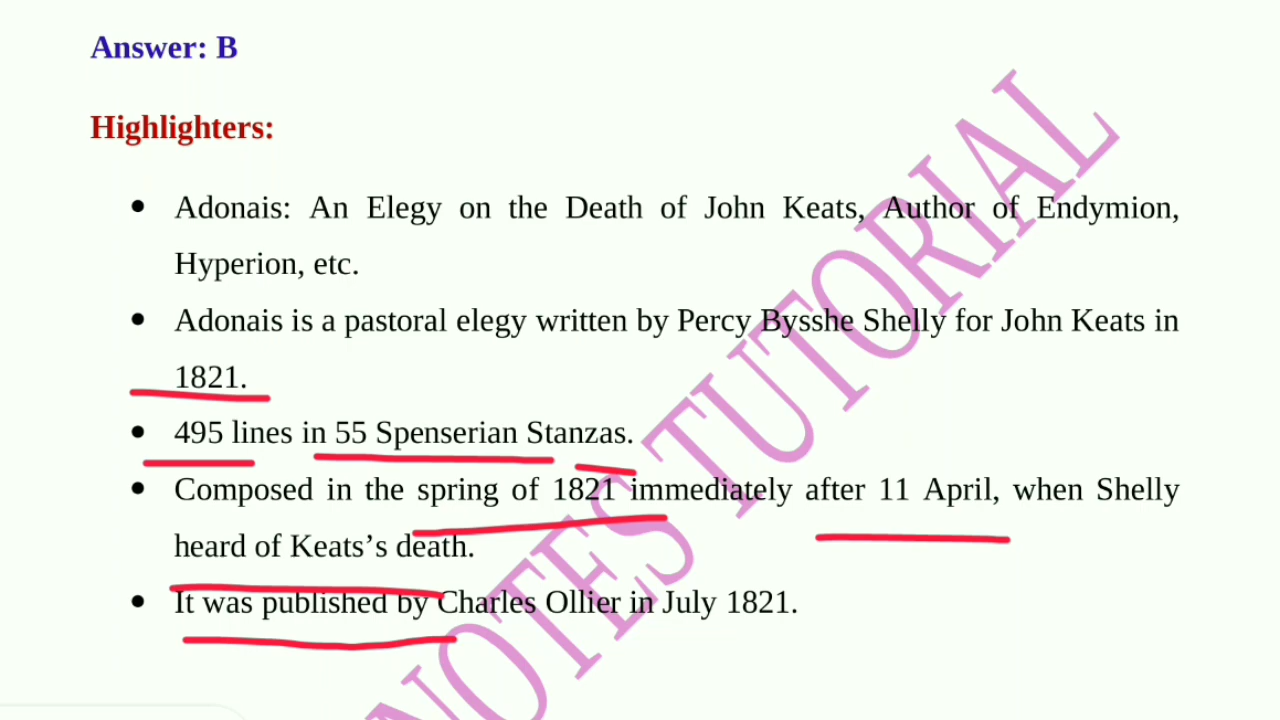 Answer: B
Highlighters:
● Adonais: An Elegy on the Death of John Keats, Author of Endymion,
Hyperion, etc.
● Adonais is a pastoral elegy written by Percy Bysshe Shelly for John Keats in
1821.
● 495 lines in 55 Spenserian Stanzas.
● Composed in the spring of 1821 immediately after 11 April, when Shelly
heard of Keats’s death.
● It was published by Charles Ollier in July 1821.
NOTES TUTORIAL